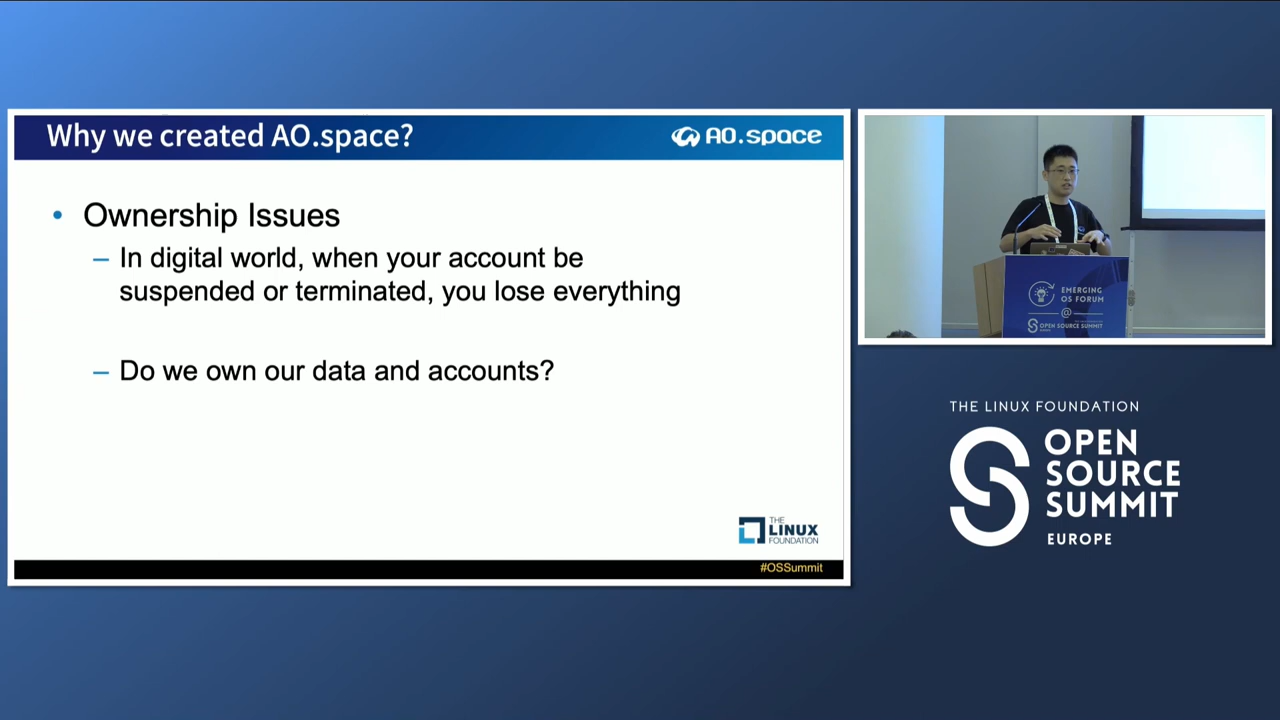 Why we created AO.space?
AO.space
• Ownership Issues
– In digital world, when your account be
suspended or terminated, you lose everything
– Do we own our data and accounts?
THE
LINUX
FOUNDATION
#OSSummit
EMERGING
OS FORUM
@
OPEN SOURCE SUMMIT
THE LINUX FOUNDATION
OPEN
SOURCE
SUMMIT
EUROPE